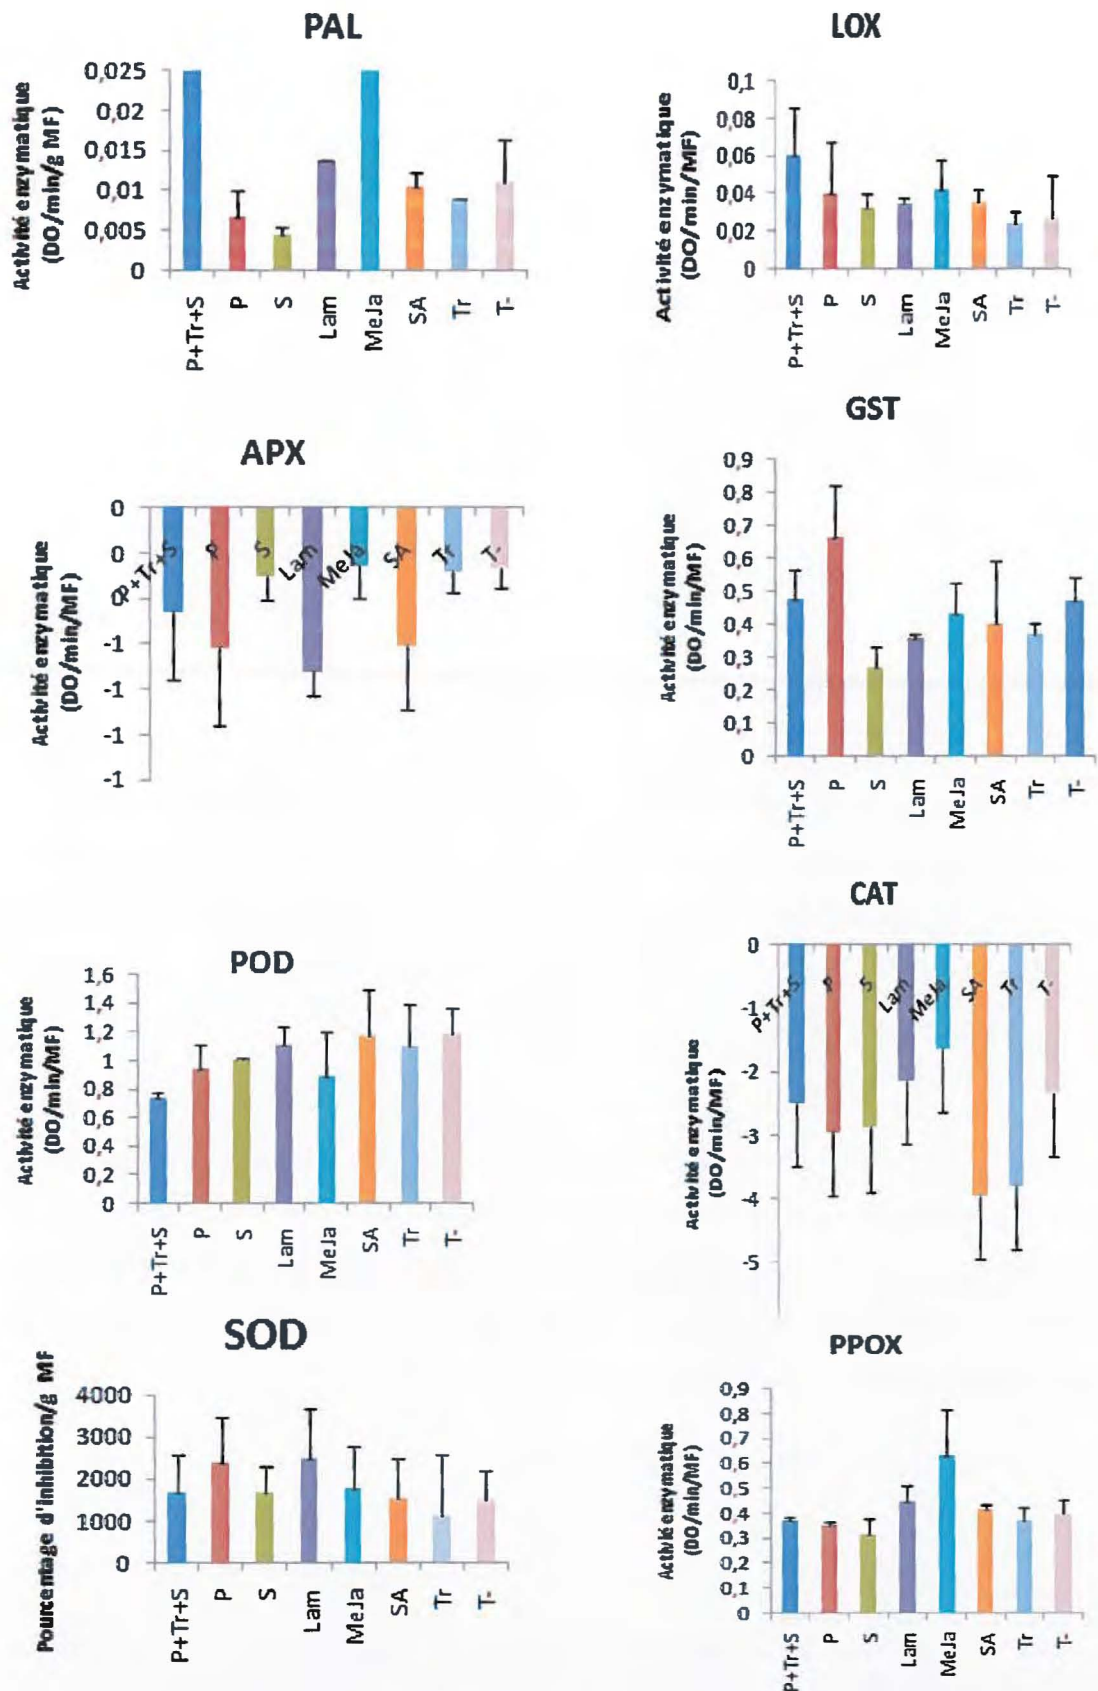 PAL
Activité enzymatique
(DO/min/g MF)
0,025
0,02
0,015
0,01
0,005
0
P+Tr+S
P
S
Lam
MeJa
SA
Tr
T-
LOX
Activité enzymatique
(DO/min/MF)
0,1
0,08
0,06
0,04
0,02
0
P+Tr+S
P
S
Lam
MeJa
SA
Tr
T-
APX
Activité enzymatique
(DO/min/MF)
0
0
0
-1
-1
-1
-1
P+Tr+S
P
S
Lam
MeJa
SA
Tr
T-
GST
Activité enzymatique
(DO/min/MF)
0,9
0,8
0,7
0,6
0,5
0,4
0,3
0,2
0,1
0
P+Tr+S
P
S
Lam
MeJa
SA
Tr
T-
POD
Activité enzymatique
(DO/min/MF)
1,6
1,4
1,2
1
0,8
0,6
0,4
0,2
0
P+Tr+S
P
S
Lam
MeJa
SA
Tr
T-
CAT
Activité enzymatique
(DO/min/MF)
0
-1
-2
-3
-4
-5
P+Tr+S
P
S
Lam
MeJa
SA
Tr
T-
SOD
Pourcentage d'inhibition/g MF
4000
3000
2000
1000
0
P+Tr+S
P
S
Lam
MeJa
SA
Tr
T-
PPOX
Activié enzymatique
(DO/min/MF)
0,9
0,8
0,7
0,6
0,5
0,4
0,3
0,2
0,1
0
P+Tr+S
P
S
Lam
MeJa
SA
Tr
T-